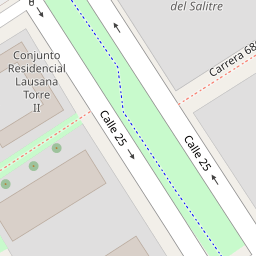 del Salitre
Conjunto
Residencial
Lausana
Torre
II
Carrera 68
Calle 25
Calle 25